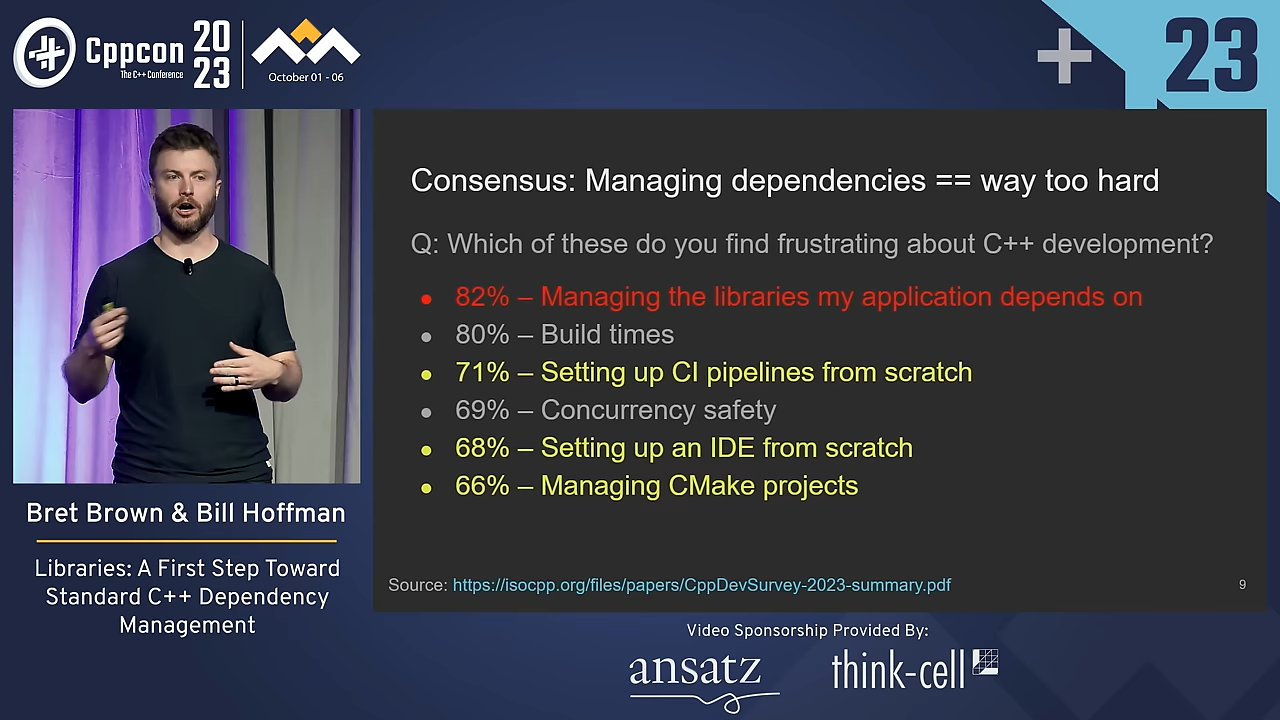 Cppcon
The C++ Conference
20
23
October 01 - 06
23
Consensus: Managing dependencies == way too hard
Q: Which of these do you find frustrating about C++ development?
● 82% – Managing the libraries my application depends on
● 80% – Build times
● 71% – Setting up CI pipelines from scratch
● 69% – Concurrency safety
● 68% – Setting up an IDE from scratch
● 66% – Managing CMake projects
Source: https://isocpp.org/files/papers/CppDevSurvey-2023-summary.pdf
9
Bret Brown & Bill Hoffman
Libraries: A First Step Toward
Standard C++ Dependency
Management
Video Sponsorship Provided By:
ansatz
think-cell